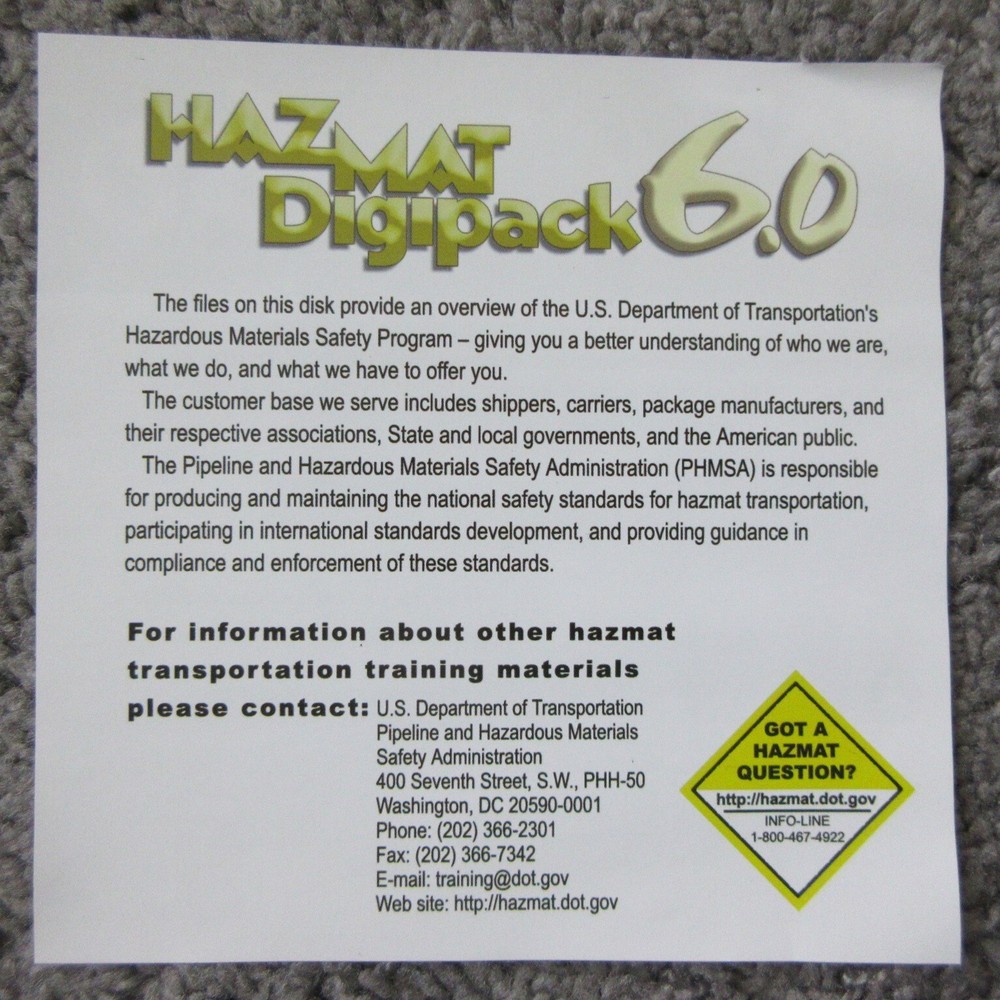 HAZMAT
Digipack 6.0
The files on this disk provide an overview of the U.S. Department of Transportation's
Hazardous Materials Safety Program – giving you a better understanding of who we are,
what we do, and what we have to offer you.
The customer base we serve includes shippers, carriers, package manufacturers, and
their respective associations, State and local governments, and the American public.
The Pipeline and Hazardous Materials Safety Administration (PHMSA) is responsible
for producing and maintaining the national safety standards for hazmat transportation,
participating in international standards development, and providing guidance in
compliance and enforcement of these standards.
For information about other hazmat
transportation training materials
please contact: U.S. Department of Transportation
Pipeline and Hazardous Materials
Safety Administration
400 Seventh Street, S.W., PHH-50
Washington, DC 20590-0001
Phone: (202) 366-2301
Fax: (202) 366-7342
E-mail: training@dot.gov
Web site: http://hazmat.dot.gov
GOT A
HAZMAT
QUESTION?
http://hazmat.dot.gov
INFO-LINE
1-800-467-4922